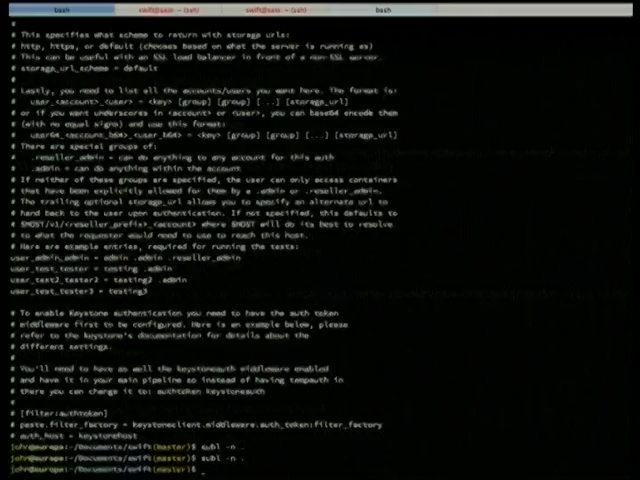 bash swift@saio: ~ (ssh) swift@saio: ~ (ssh) bash
#
# This specifies what scheme to return with storage urls:
# http, https, or default (chooses based on what the server is running as)
# This can be useful with an SSL load balancer in front of a non-SSL server.
# storage_url_scheme = default
#
# Lastly, you need to list all the accounts/users you want here. The format is:
#   user_<account>_<user> = <key> [group] [group] [...] [storage_url]
# or if you want underscores in <account> or <user>, you can base64 encode them
# (with no equal signs) and use this format:
#   user64_<account_b64>_<user_b64> = <key> [group] [group] [...] [storage_url]
# There are special groups of:
#   .reseller_admin = can do anything to any account for this auth
#   .admin = can do anything within the account
# If neither of these groups are specified, the user can only access containers
# that have been explicitly allowed for them by a .admin or .reseller_admin.
# The trailing optional storage_url allows you to specify an alternate url to
# hand back to the user upon authentication. If not specified, this defaults to
# $HOST/v1/<reseller_prefix>_<account> where $HOST will do its best to resolve
# to what the requester would need to use to reach this host.
# Here are example entries, required for running the tests:
user_admin_admin = admin .admin .reseller_admin
user_test_tester = testing .admin
user_test2_tester2 = testing2 .admin
user_test_tester3 = testing3

# To enable Keystone authentication you need to have the auth token
# middleware first to be configured. Here is an example below, please
# refer to the keystone's documentation for details about the
# different settings.
#
# You'll need to have as well the keystoneauth middleware enabled
# and have it in your main pipeline so instead of having tempauth in
# there you can change it to: authtoken keystoneauth
#
# [filter:authtoken]
# paste.filter_factory = keystoneclient.middleware.auth_token:filter_factory
# auth_host = keystonehost
john@europa:~/Documents/swift(master)$ subl -n .
john@europa:~/Documents/swift(master)$ subl -n .
john@europa:~/Documents/swift(master)$ _